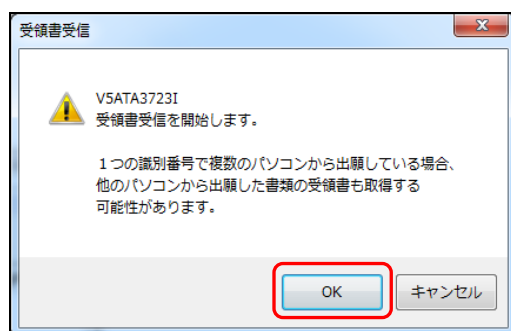 受領書受信
V5ATA3723I
受領書受信を開始します。
１つの識別番号で複数のパソコンから出願している場合、
他のパソコンから出願した書類の受領書も取得する
可能性があります。
OK
キャンセル